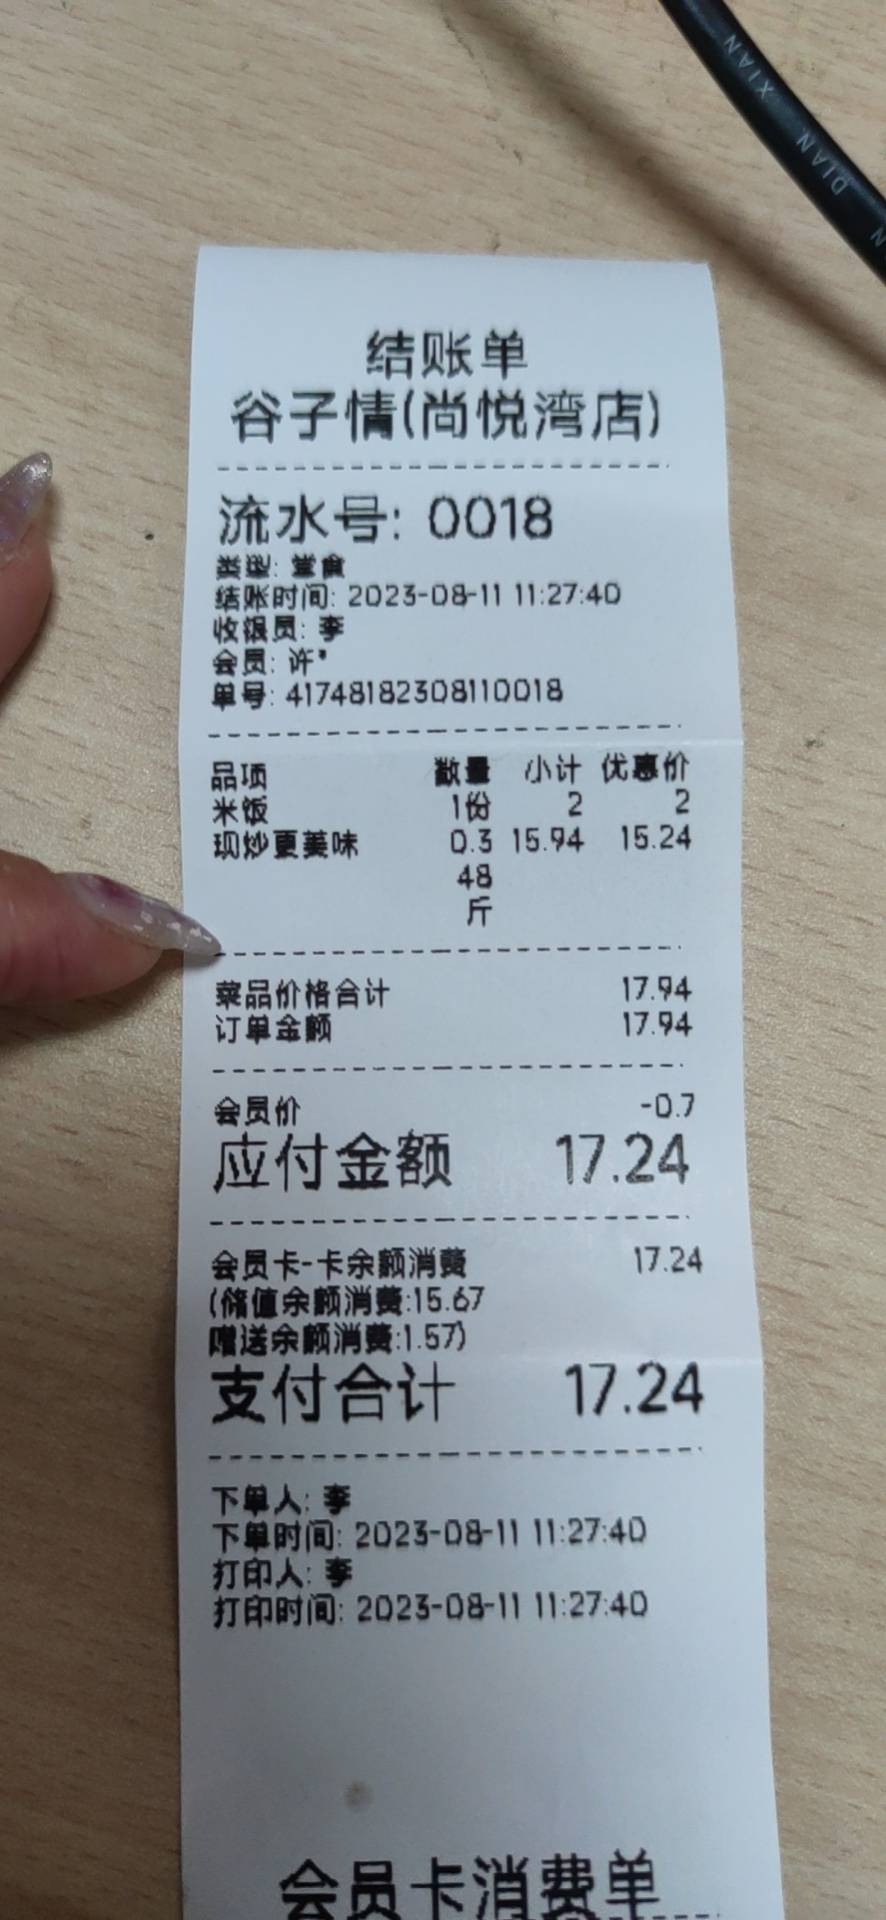 XIAN
DIAN
结账单
谷子情(尚悦湾店)
流水号: 0018
类型: 堂食
结账时间: 2023-08-11 11:27:40
收银员: 李
会员: 许*
单号: 41748182308110018
品项 数量 小计 优惠价
米饭 1份 2 2
现炒更美味 0.3 15.94 15.24
48
斤
菜品价格合计 17.94
订单金额 17.94
会员价 -0.7
应付金额 17.24
会员卡-卡余额消费 17.24
(储值余额消费:15.67
赠送余额消费:1.57)
支付合计 17.24
下单人: 李
下单时间: 2023-08-11 11:27:40
打印人: 李
打印时间: 2023-08-11 11:27:40
会员卡消费单